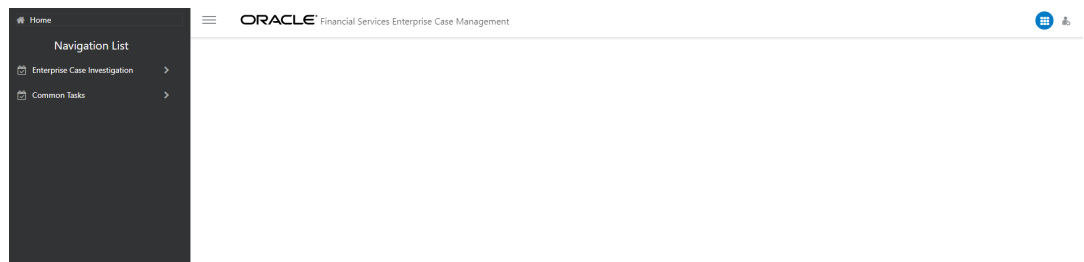 Home
ORACLE® Financial Services Enterprise Case Management
Navigation List
Enterprise Case Investigation
Common Tasks